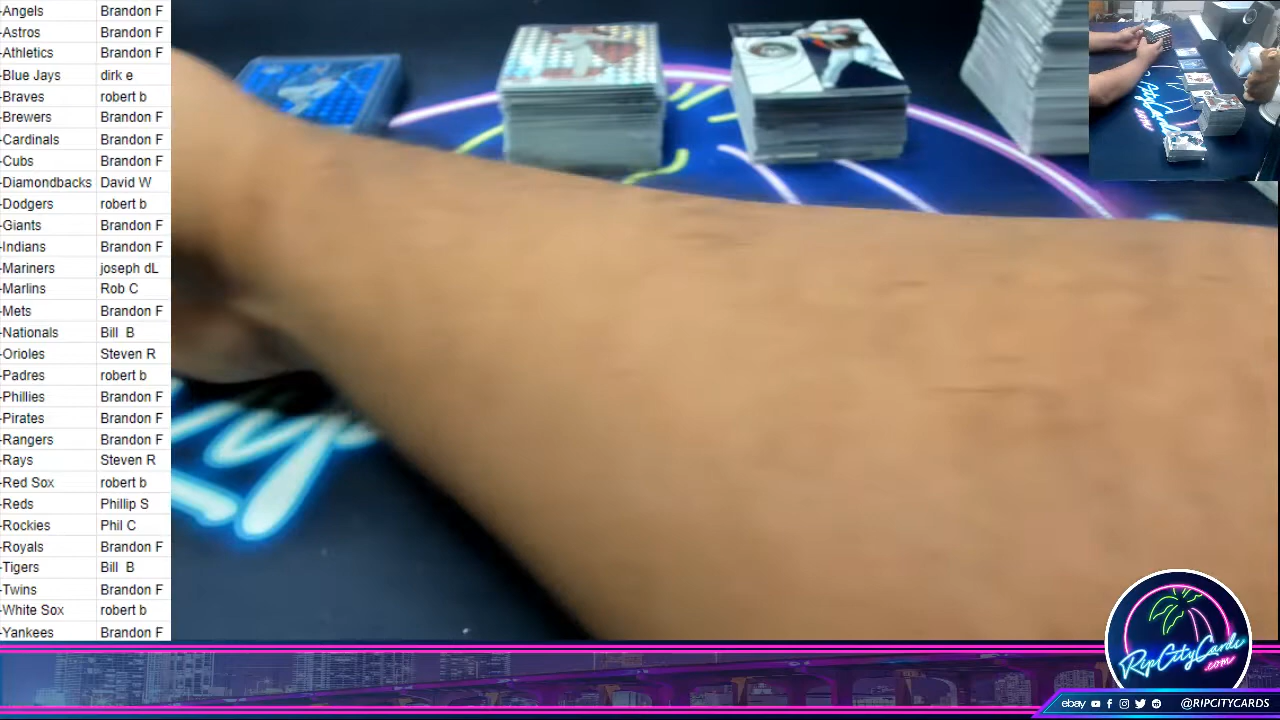 -Angels Brandon F
-Astros Brandon F
-Athletics Brandon F
-Blue Jays dirk e
-Braves robert b
-Brewers Brandon F
-Cardinals Brandon F
-Cubs Brandon F
-Diamondbacks David W
-Dodgers robert b
-Giants Brandon F
-Indians Brandon F
-Mariners joseph dL
-Marlins Rob C
-Mets Brandon F
-Nationals Bill B
-Orioles Steven R
-Padres robert b
-Phillies Brandon F
-Pirates Brandon F
-Rangers Brandon F
-Rays Steven R
-Red Sox robert b
-Reds Phillip S
-Rockies Phil C
-Royals Brandon F
-Tigers Bill B
-Twins Brandon F
-White Sox robert b
-Yankees Brandon F
RipCityCards
.com
ebay @RIPCITYCARDS